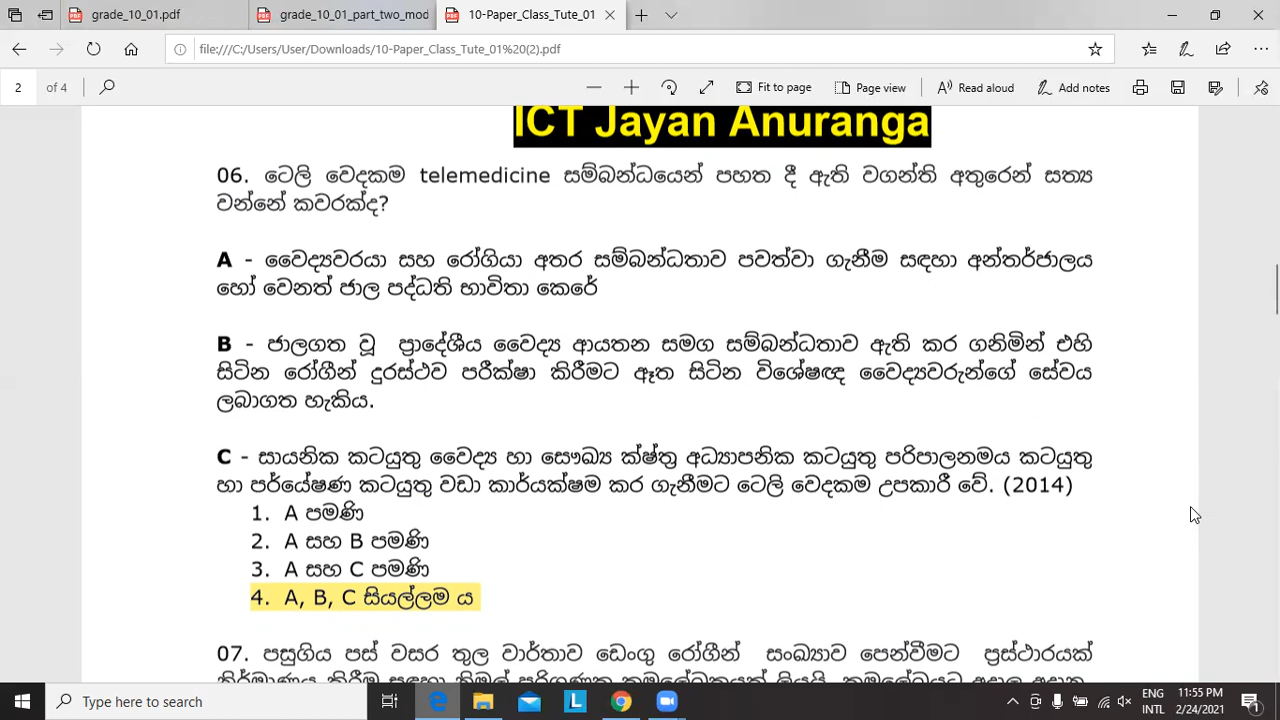 grade_10_01.pdf
grade_10_01_part_two_mod
10-Paper_Class_Tute_01
file:///C:/Users/User/Downloads/10-Paper_Class_Tute_01%20(2).pdf
2 of 4
Fit to page
Page view
Read aloud
Add notes
ICT Jayan Anuranga
06. ටෙලි වෙදකම telemedicine සම්බන්ධයෙන් පහත දී ඇති වගන්ති අතුරෙන් සත්‍ය
වන්නේ කවරක්ද?
A - වෛද්‍යවරයා සහ රෝගියා අතර සම්බන්ධතාව පවත්වා ගැනීම සඳහා අන්තර්ජාලය
හෝ වෙනත් ජාල පද්ධති භාවිතා කෙරේ
B - ජාලගත වූ ප්‍රාදේශීය වෛද්‍ය ආයතන සමග සම්බන්ධතාව ඇති කර ගනිමින් එහි
සිටින රෝගීන් දුරස්ථව පරීක්ෂා කිරීමට ඈත සිටින විශේෂඥ වෛද්‍යවරුන්ගේ සේවය
ලබාගත හැකිය.
C - සායනික කටයුතු වෛද්‍ය හා සෞඛ්‍ය ක්ෂ්ත්‍ර අධ්‍යාපනික කටයුතු පරිපාලනමය කටයුතු
හා පර්යේෂණ කටයුතු වඩා කාර්යක්ෂම කර ගැනීමට ටෙලි වෙදකම උපකාරී වේ. (2014)
1. A පමණි
2. A සහ B පමණි
3. A සහ C පමණි
4. A, B, C සියල්ලම ය
07. පසුගිය පස් වසර තුල වාර්තාව ඩෙංගු රෝගීන් සංඛ්‍යාව පෙන්වීමට ප්‍රස්ථාරයක්
Type here to search
ENG
INTL
11:55 PM
2/24/2021
1